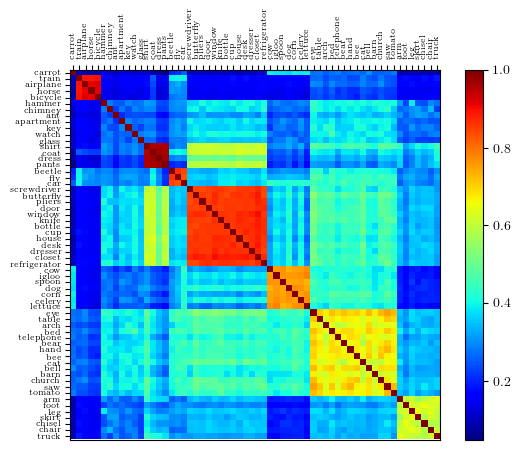 carrot
train
airplane
horse
bicycle
hammer
chimney
ant
apartment
key
watch
glass
shirt
coat
dress
pants
beetle
fly
car
screwdriver
butterfly
pliers
door
window
knife
bottle
cup
house
desk
dresser
closet
refrigerator
cow
igloo
spoon
dog
corn
celery
lettuce
eye
table
arch
bed
telephone
bear
hand
bee
cat
bell
barn
church
saw
tomato
arm
foot
leg
skirt
chisel
chair
truck
1.0
0.8
0.6
0.4
0.2